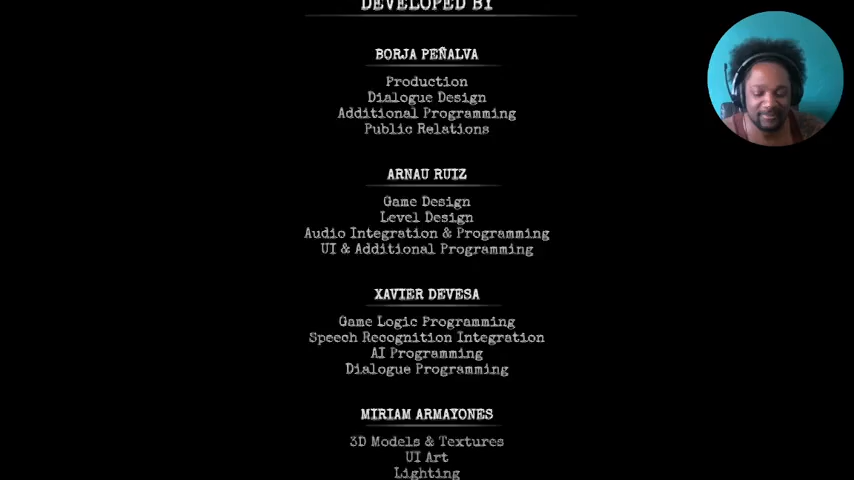 DEVELOPED BY
BORJA PEÑALVA
Production
Dialogue Design
Additional Programming
Public Relations
ARNAU RUIZ
Game Design
Level Design
Audio Integration & Programming
UI & Additional Programming
XAVIER DEVESA
Game Logic Programming
Speech Recognition Integration
AI Programming
Dialogue Programming
MIRIAM ARMAYONES
3D Models & Textures
UI Art
Lighting